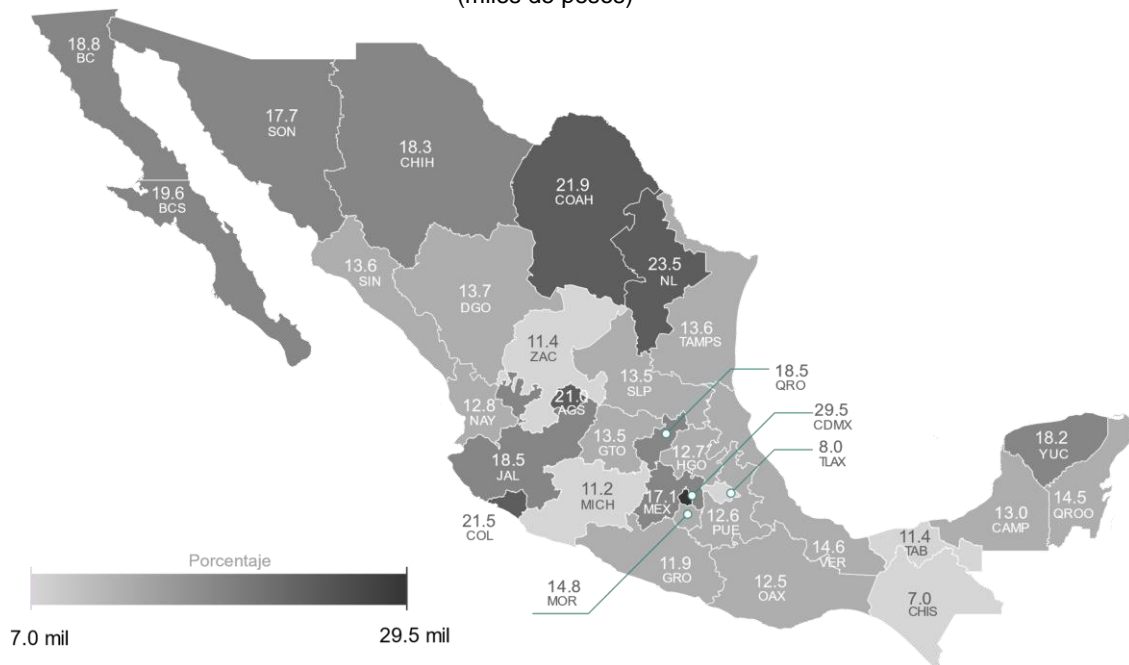 (miles de pesos)
18.8
BC
17.7
SON
18.3
CHIH
21.9
COAH
19.6
BCS
23.5
NL
13.6
SIN
13.7
DGO
13.6
TAMPS
11.4
ZAC
13.5
SLP
18.5
QRO
21.0
AGS
12.8
NAY
29.5
CDMX
13.5
GTO
12.7
HGO
8.0
TLAX
18.2
YUC
18.5
JAL
11.2
MICH
17.1
MEX
14.5
QROO
12.6
PUE
13.0
CAMP
21.5
COL
11.4
TAB
14.6
VER
11.9
GRO
12.5
OAX
14.8
MOR
7.0
CHIS
Porcentaje
7.0 mil
29.5 mil